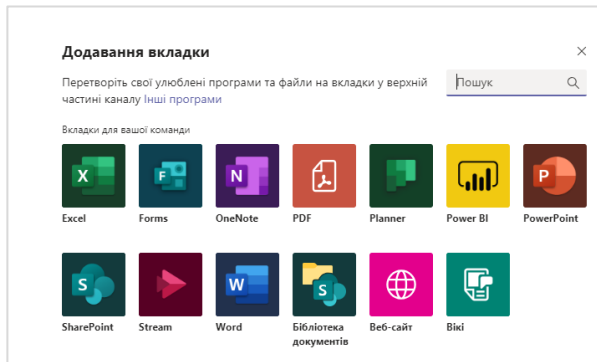 Додавання вкладки
Перетворіть свої улюблені програми та файли на вкладки у верхній
частині каналу Інші програми
Пошук
Вкладки для вашої команди
Excel
Forms
OneNote
PDF
Planner
Power BI
PowerPoint
SharePoint
Stream
Word
Бібліотека
документів
Веб-сайт
Вікі